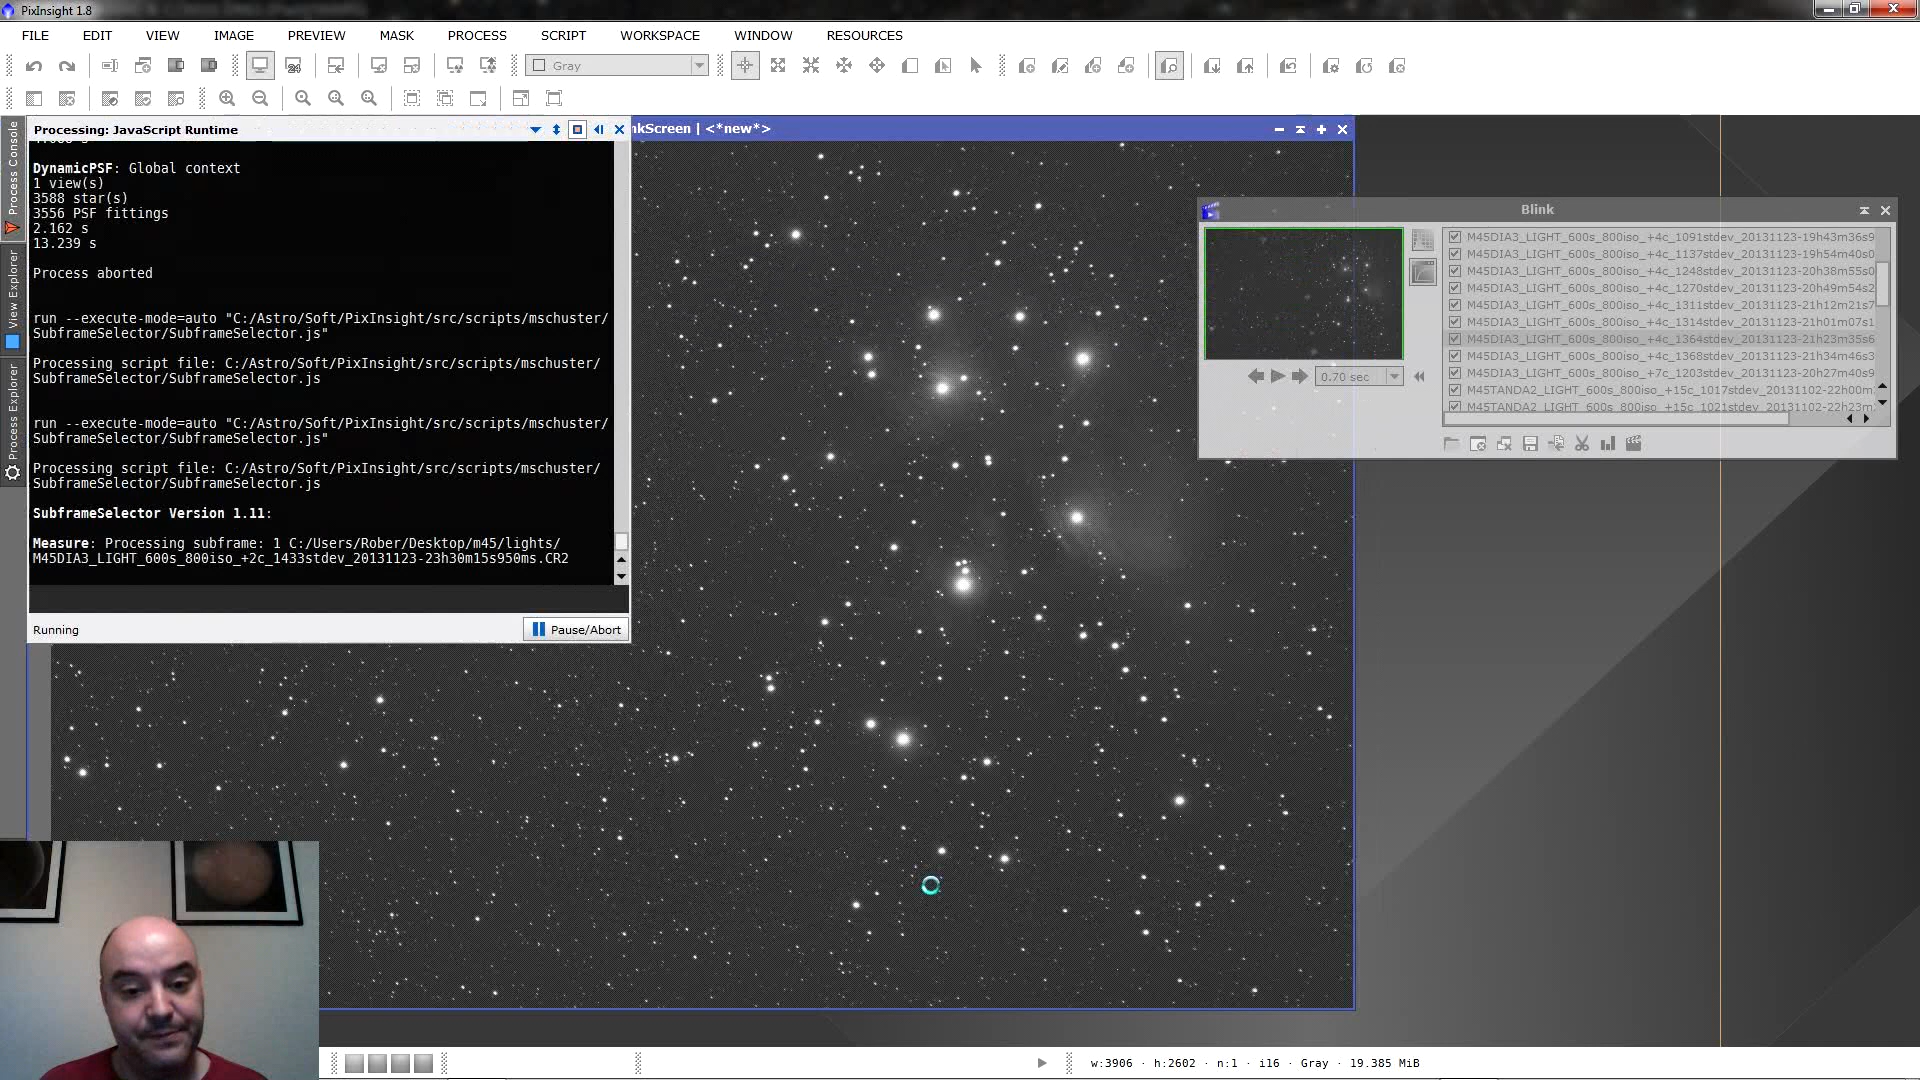 PixInsight 1.8
FILE EDIT VIEW IMAGE PREVIEW MASK PROCESS SCRIPT WORKSPACE WINDOW RESOURCES
Gray
Process Console
View Explorer
Process Explorer
Processing: JavaScript Runtime
DynamicPSF: Global context
1 view(s)
3588 star(s)
3556 PSF fittings
2.162 s
13.239 s
Process aborted
run --execute-mode=auto "C:/Astro/Soft/PixInsight/src/scripts/mschuster/
SubframeSelector/SubframeSelector.js"
Processing script file: C:/Astro/Soft/PixInsight/src/scripts/mschuster/
SubframeSelector/SubframeSelector.js
run --execute-mode=auto "C:/Astro/Soft/PixInsight/src/scripts/mschuster/
SubframeSelector/SubframeSelector.js"
Processing script file: C:/Astro/Soft/PixInsight/src/scripts/mschuster/
SubframeSelector/SubframeSelector.js
SubframeSelector Version 1.11:
Measure: Processing subframe: 1 C:/Users/Rober/Desktop/m45/lights/
M45DIA3_LIGHT_600s_800iso_+2c_1433stdev_20131123-23h30m15s950ms.CR2
Running
Pause/Abort
nkScreen | <*new*>
Blink
M45DIA3_LIGHT_600s_800iso_+4c_1091stdev_20131123-19h43m36s9
M45DIA3_LIGHT_600s_800iso_+4c_1137stdev_20131123-19h54m40s0
M45DIA3_LIGHT_600s_800iso_+4c_1248stdev_20131123-20h38m55s0
M45DIA3_LIGHT_600s_800iso_+4c_1270stdev_20131123-20h49m54s2
M45DIA3_LIGHT_600s_800iso_+4c_1311stdev_20131123-21h12m21s7
M45DIA3_LIGHT_600s_800iso_+4c_1314stdev_20131123-21h01m07s1
M45DIA3_LIGHT_600s_800iso_+4c_1364stdev_20131123-21h23m35s6
M45DIA3_LIGHT_600s_800iso_+4c_1368stdev_20131123-21h34m46s3
M45DIA3_LIGHT_600s_800iso_+7c_1203stdev_20131123-20h27m40s9
M45TANDA2_LIGHT_600s_800iso_+15c_1017stdev_20131102-22h00m
M45TANDA2_LIGHT_600s_800iso_+15c_1021stdev_20131102-22h23m
0.70 sec
w:3906 · h:2602 · n:1 · i16 · Gray · 19.385 MiB